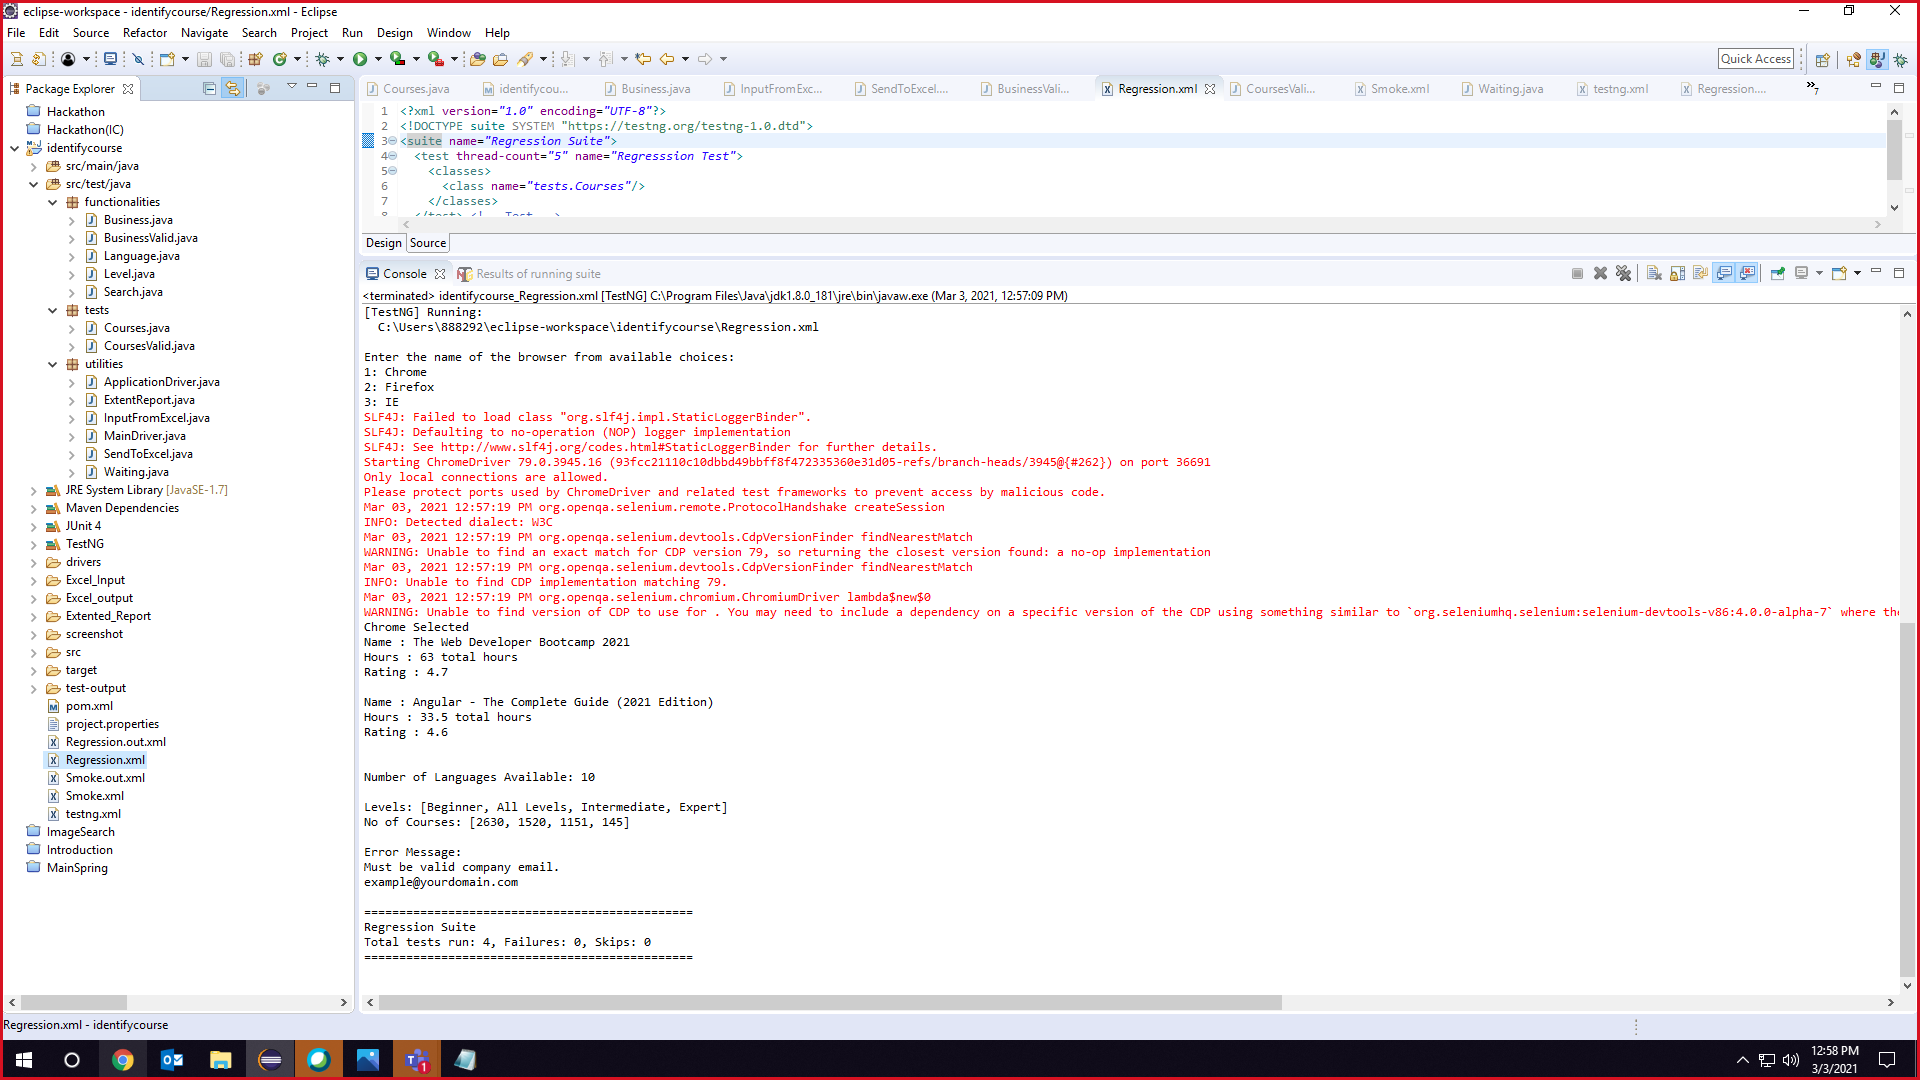 eclipse-workspace - identifycourse/Regression.xml - Eclipse
File Edit Source Refactor Navigate Search Project Run Design Window Help
Quick Access
Package Explorer
Hackathon
Hackathon(IC)
identifycourse
src/main/java
src/test/java
functionalities
Business.java
BusinessValid.java
Language.java
Level.java
Search.java
tests
Courses.java
CoursesValid.java
utilities
ApplicationDriver.java
ExtentReport.java
InputFromExcel.java
MainDriver.java
SendToExcel.java
Waiting.java
JRE System Library [JavaSE-1.7]
Maven Dependencies
JUnit 4
TestNG
drivers
Excel_Input
Excel_output
Extented_Report
screenshot
src
target
test-output
pom.xml
project.properties
Regression.out.xml
Regression.xml
Smoke.out.xml
Smoke.xml
testng.xml
ImageSearch
Introduction
MainSpring
Courses.java identifycou... Business.java InputFromExc... SendToExcel.... BusinessVali... Regression.xml CoursesVali... Smoke.xml Waiting.java testng.xml Regression.... 7
1 <?xml version="1.0" encoding="UTF-8"?>
2 <!DOCTYPE suite SYSTEM "https://testng.org/testng-1.0.dtd">
3 <suite name="Regression Suite">
4 <test thread-count="5" name="Regresssion Test">
5 <classes>
6 <class name="tests.Courses"/>
7 </classes>
8 </test> <!-- Test -->
Design Source
Console Results of running suite
<terminated> identifycourse_Regression.xml [TestNG] C:\Program Files\Java\jdk1.8.0_181\jre\bin\javaw.exe (Mar 3, 2021, 12:57:09 PM)
[TestNG] Running:
C:\Users\888292\eclipse-workspace\identifycourse\Regression.xml
Enter the name of the browser from available choices:
1: Chrome
2: Firefox
3: IE
SLF4J: Failed to load class "org.slf4j.impl.StaticLoggerBinder".
SLF4J: Defaulting to no-operation (NOP) logger implementation
SLF4J: See http://www.slf4j.org/codes.html#StaticLoggerBinder for further details.
Starting ChromeDriver 79.0.3945.16 (93fcc21110c10dbbd49bbff8f472335360e31d05-refs/branch-heads/3945@{#262}) on port 36691
Only local connections are allowed.
Please protect ports used by ChromeDriver and related test frameworks to prevent access by malicious code.
Mar 03, 2021 12:57:19 PM org.openqa.selenium.remote.ProtocolHandshake createSession
INFO: Detected dialect: W3C
Mar 03, 2021 12:57:19 PM org.openqa.selenium.devtools.CdpVersionFinder findNearestMatch
WARNING: Unable to find an exact match for CDP version 79, so returning the closest version found: a no-op implementation
Mar 03, 2021 12:57:19 PM org.openqa.selenium.devtools.CdpVersionFinder findNearestMatch
INFO: Unable to find CDP implementation matching 79.
Mar 03, 2021 12:57:19 PM org.openqa.selenium.chromium.ChromiumDriver lambda$new$0
WARNING: Unable to find version of CDP to use for . You may need to include a dependency on a specific version of the CDP using something similar to `org.seleniumhq.selenium:selenium-devtools-v86:4.0.0-alpha-7` where the
Chrome Selected
Name : The Web Developer Bootcamp 2021
Hours : 63 total hours
Rating : 4.7
Name : Angular - The Complete Guide (2021 Edition)
Hours : 33.5 total hours
Rating : 4.6
Number of Languages Available: 10
Levels: [Beginner, All Levels, Intermediate, Expert]
No of Courses: [2630, 1520, 1151, 145]
Error Message:
Must be valid company email.
example@yourdomain.com
===============================================
Regression Suite
Total tests run: 4, Failures: 0, Skips: 0
===============================================
Regression.xml - identifycourse
1
12:58 PM
3/3/2021